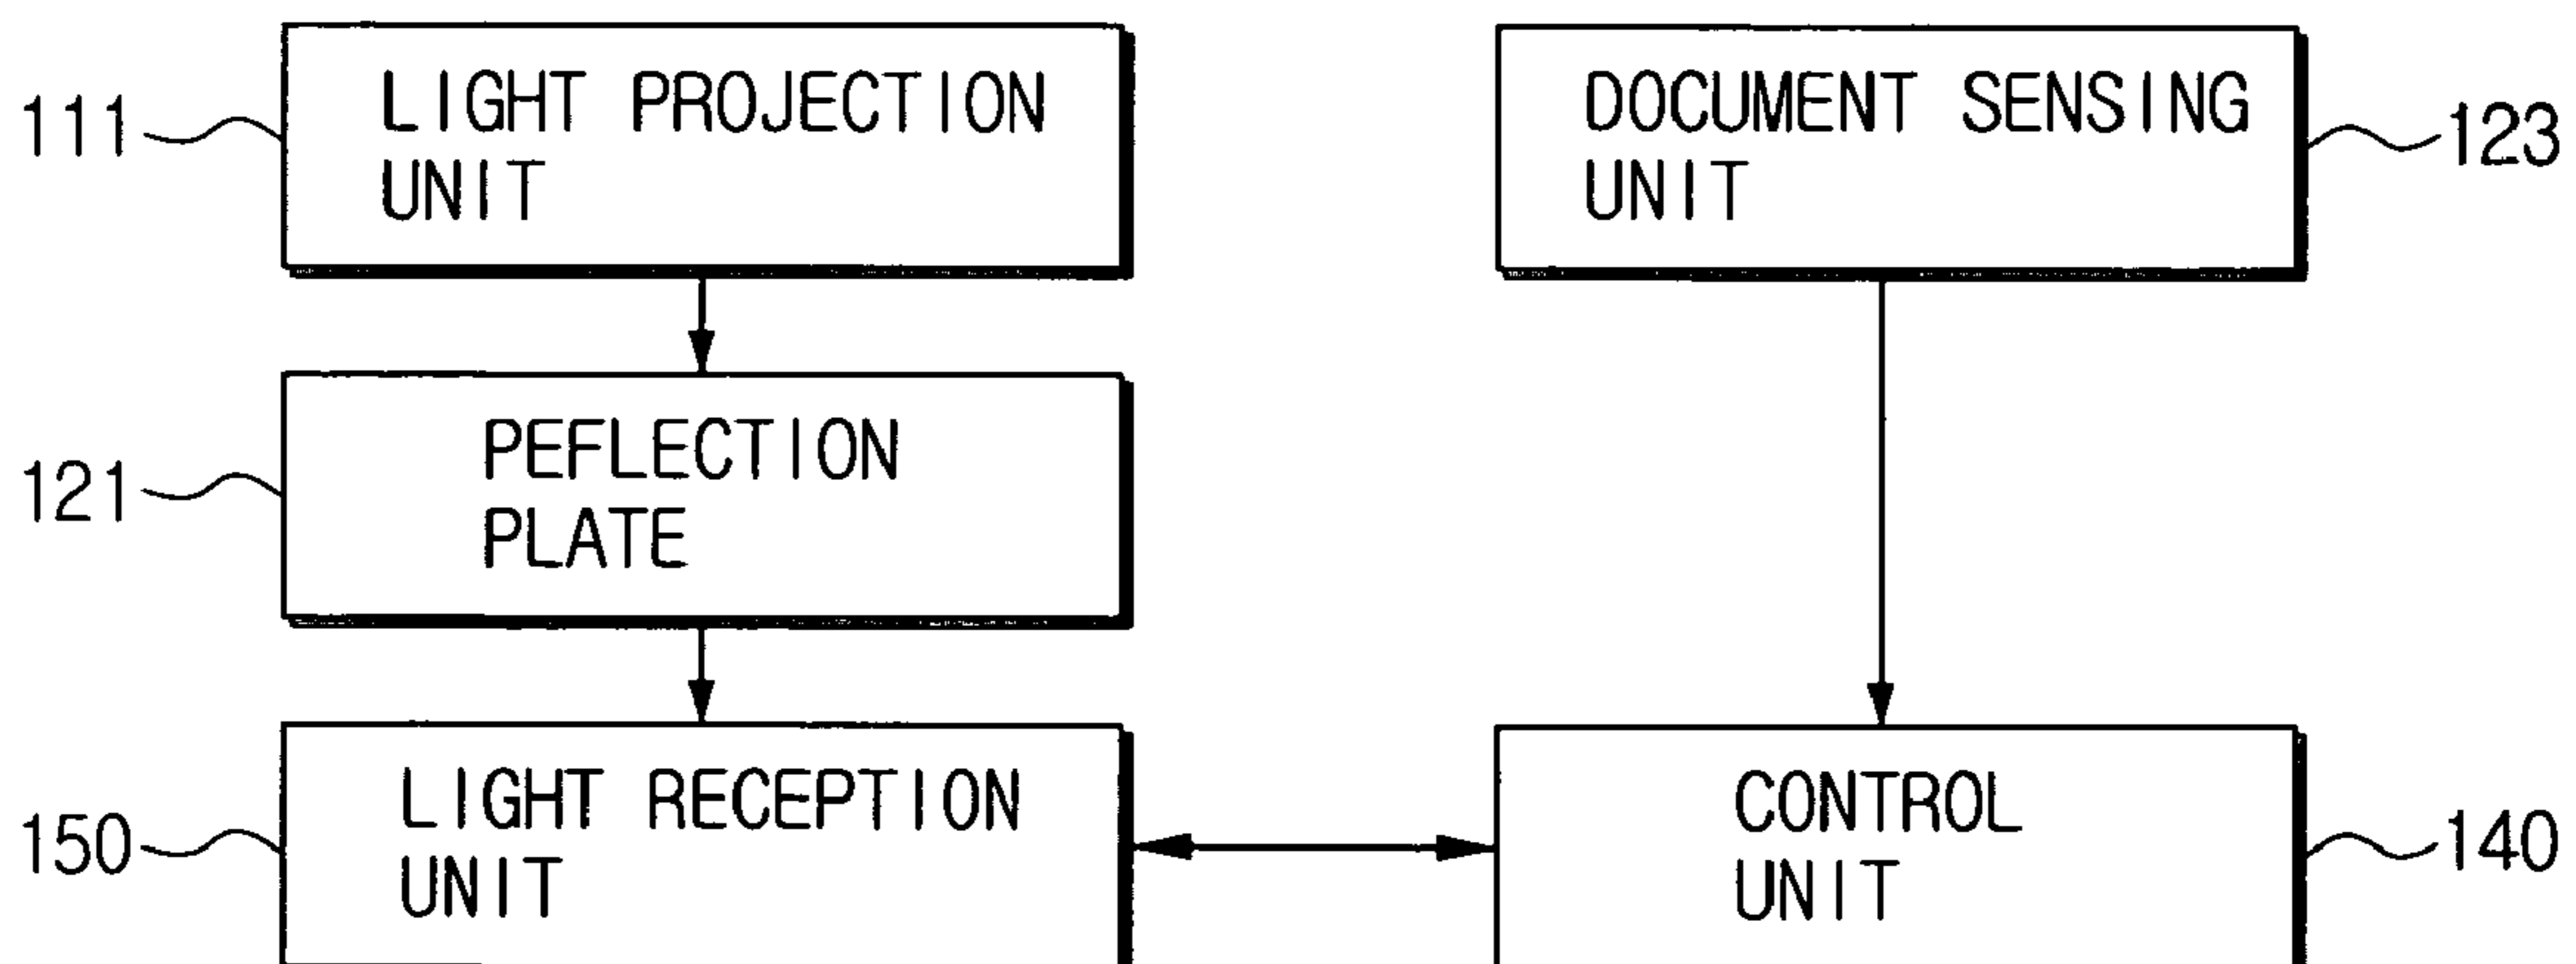 111
LIGHT PROJECTION
UNIT
DOCUMENT SENSING
UNIT
123
121
PEFLECTION
PLATE
150
LIGHT RECEPTION
UNIT
CONTROL
UNIT
140